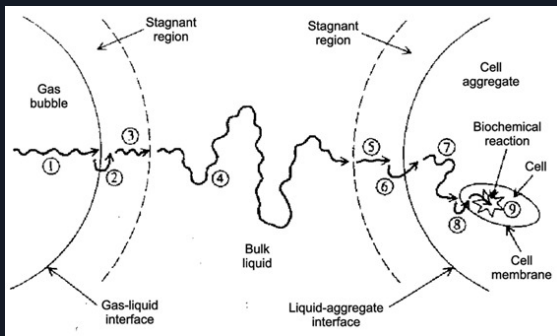 Stagnant
region
Stagnant
region
Gas
bubble
Cell
aggregate
Biochemical
reaction
Cell
①
②
③
④
⑤
⑥
⑦
⑧
⑨
Bulk
liquid
Cell
membrane
Gas-liquid
interface
Liquid-aggregate
interface